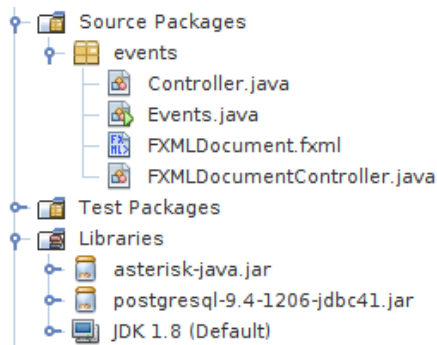 Source Packages
events
Controller.java
Events.java
FXMLDocument.fxml
FXMLDocumentController.java
Test Packages
Libraries
asterisk-java.jar
postgresql-9.4-1206-jdbc41.jar
JDK 1.8 (Default)